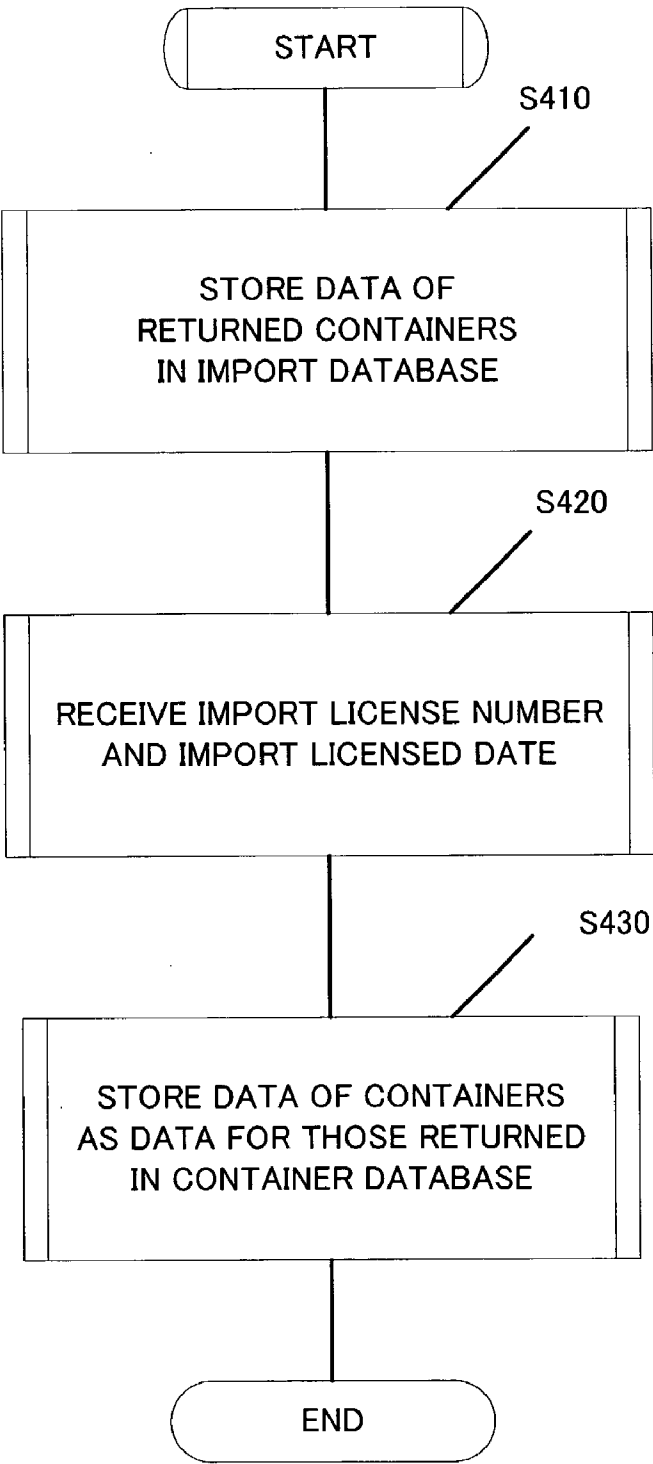 START
S410
STORE DATA OF
RETURNED CONTAINERS
IN IMPORT DATABASE
S420
RECEIVE IMPORT LICENSE NUMBER
AND IMPORT LICENSED DATE
S430
STORE DATA OF CONTAINERS
AS DATA FOR THOSE RETURNED
IN CONTAINER DATABASE
END